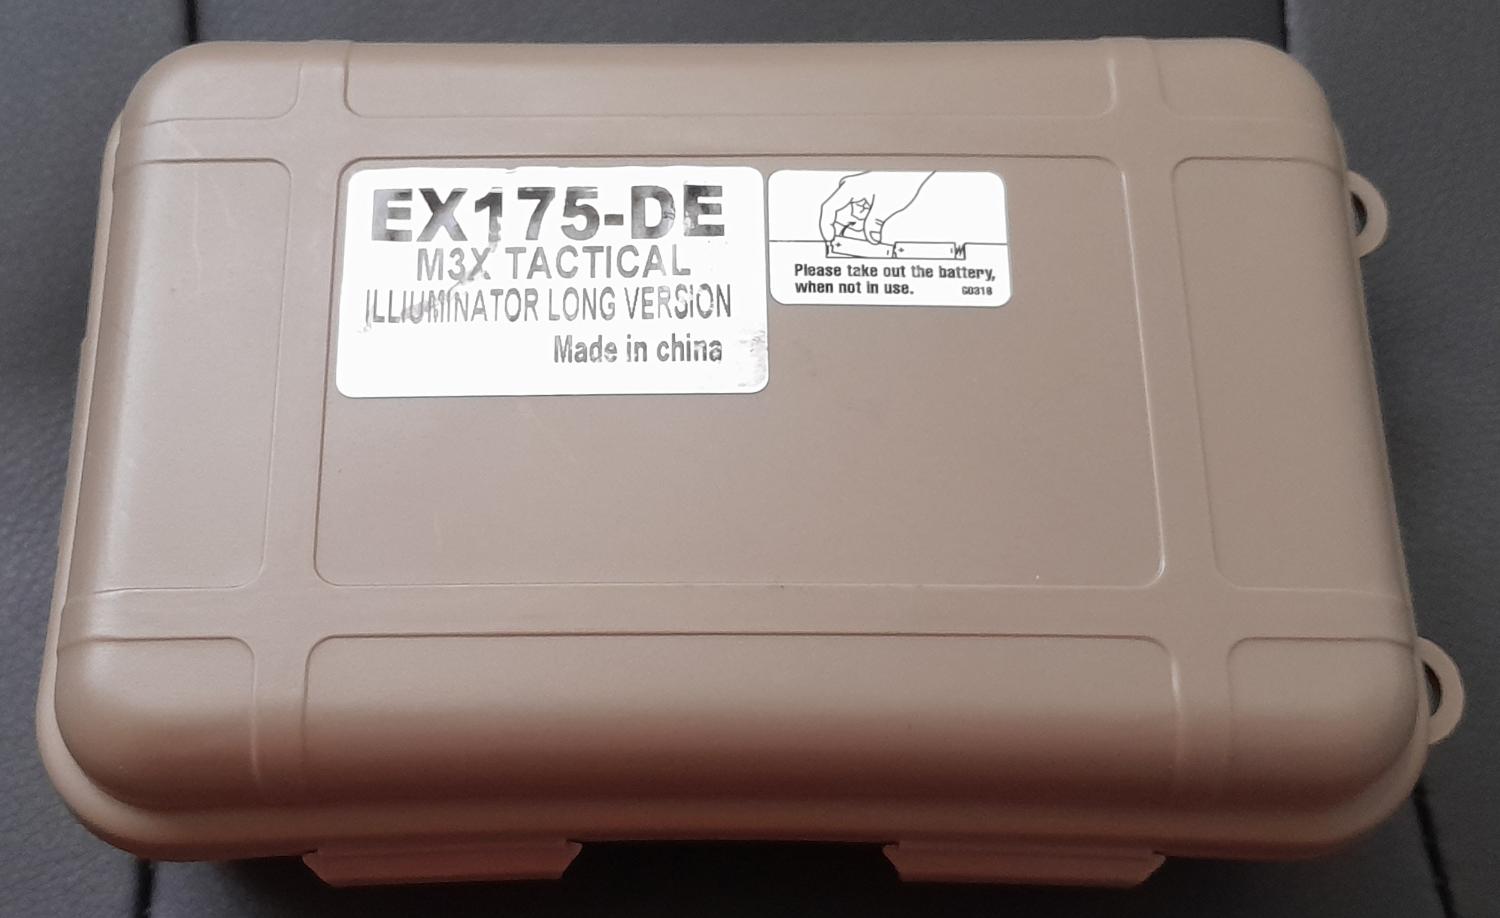 EX175-DE
M3X TACTICAL
ILLIUMINATOR LONG VERSION
Made in china
Please take out the battery,
when not in use.
G0318